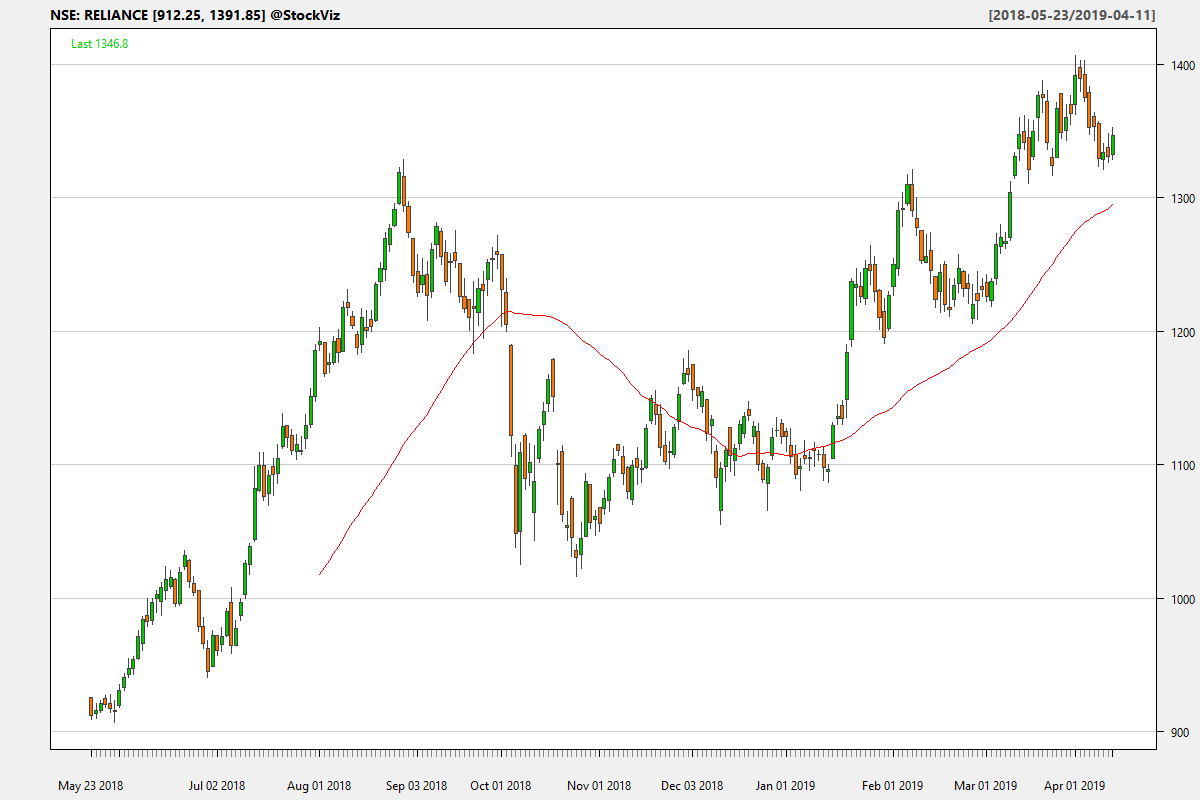 NSE: RELIANCE [912.25, 1391.85] @StockViz [2018-05-23/2019-04-11]
Last 1346.8
1400
1300
1200
1100
1000
900
May 23 2018 Jul 02 2018 Aug 01 2018 Sep 03 2018 Oct 01 2018 Nov 01 2018 Dec 03 2018 Jan 01 2019 Feb 01 2019 Mar 01 2019 Apr 01 2019